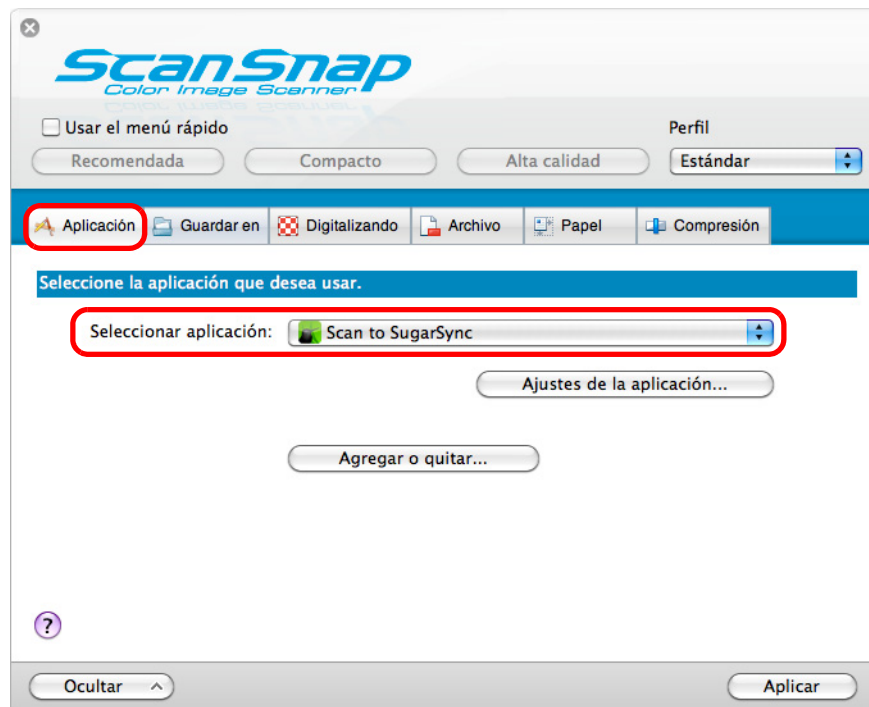 ScanSnap
Color Image Scanner
Usar el menú rápido
Perfil
Recomendada Compacto Alta calidad Estándar
Aplicación Guardar en Digitalizando Archivo Papel Compresión
Seleccione la aplicación que desea usar.
Seleccionar aplicación: Scan to SugarSync
Ajustes de la aplicación...
Agregar o quitar...
?
Ocultar Aplicar